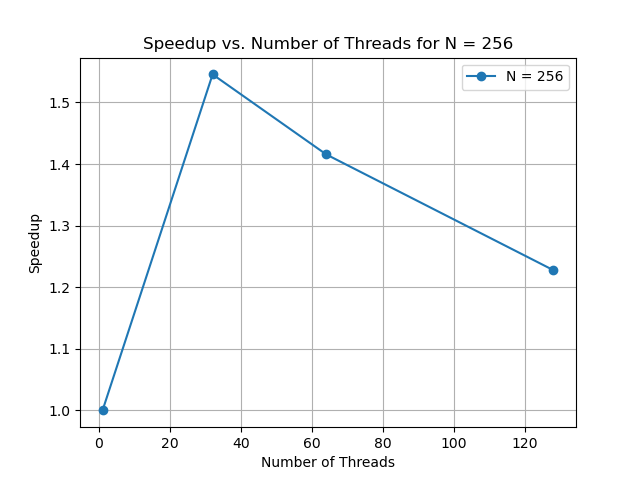 Speedup vs. Number of Threads for N = 256
N = 256
Speedup
1.5
1.4
1.3
1.2
1.1
1.0
0 20 40 60 80 100 120
Number of Threads